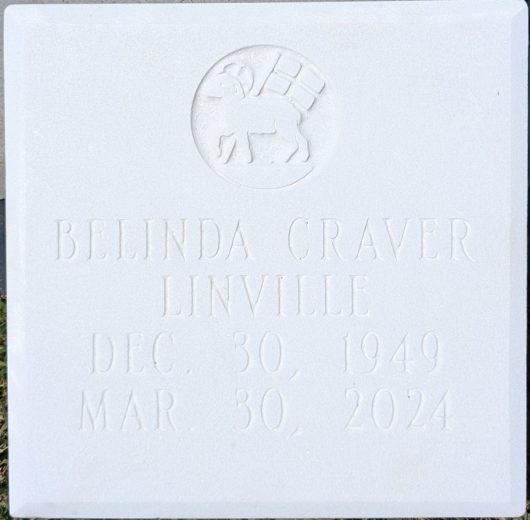 BELINDA CRAVER
LINVILLE
DEC. 30, 1949
MAR. 30, 2024